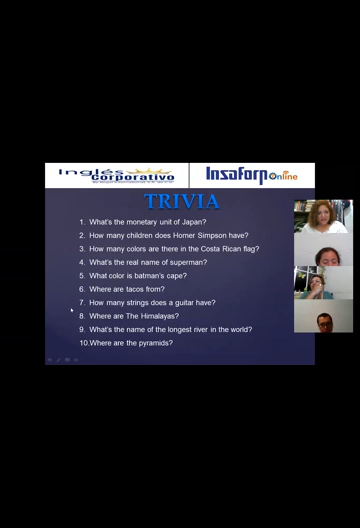 Inglés
Corporativo
Insaforp Online
TRIVIA
1. What's the monetary unit of Japan?
2. How many children does Homer Simpson have?
3. How many colors are there in the Costa Rican flag?
4. What's the real name of superman?
5. What color is batman's cape?
6. Where are tacos from?
7. How many strings does a guitar have?
8. Where are The Himalayas?
9. What's the name of the longest river in the world?
10.Where are the pyramids?